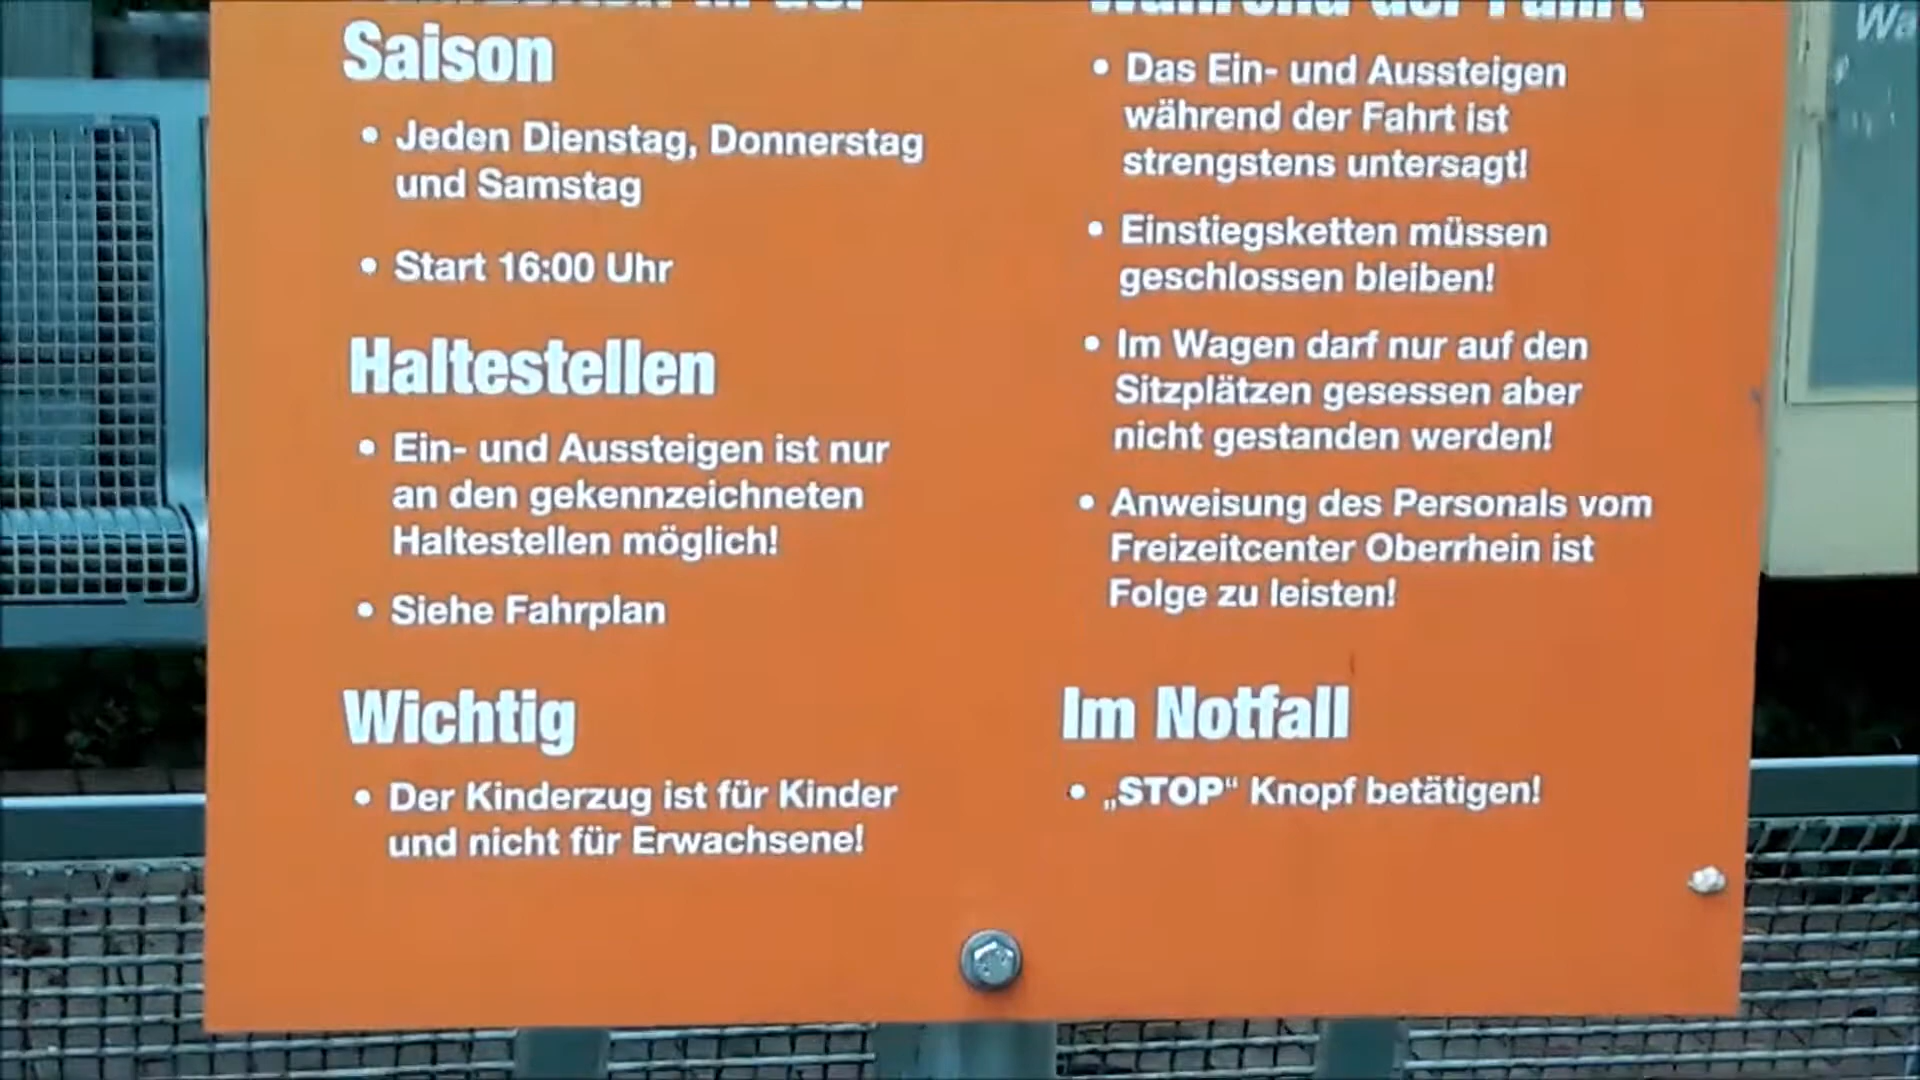 Saison
• Jeden Dienstag, Donnerstag
und Samstag
• Start 16:00 Uhr
Haltestellen
• Ein- und Aussteigen ist nur
an den gekennzeichneten
Haltestellen möglich!
• Siehe Fahrplan
Wichtig
• Der Kinderzug ist für Kinder
und nicht für Erwachsene!
Während der Fahrt
• Das Ein- und Aussteigen
während der Fahrt ist
strengstens untersagt!
• Einstiegsketten müssen
geschlossen bleiben!
• Im Wagen darf nur auf den
Sitzplätzen gesessen aber
nicht gestanden werden!
• Anweisung des Personals vom
Freizeitcenter Oberrhein ist
Folge zu leisten!
Im Notfall
• „STOP“ Knopf betätigen!